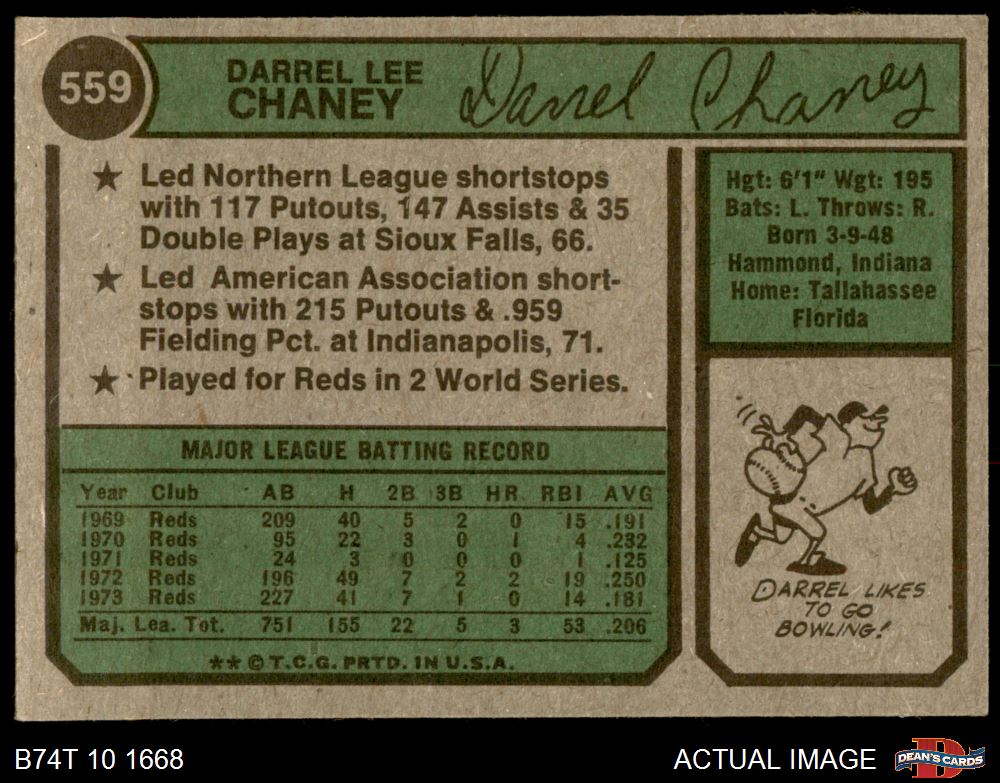 559
DARREL LEE
CHANEY
Darrel Chaney
★ Led Northern League shortstops
with 117 Putouts, 147 Assists & 35
Double Plays at Sioux Falls, 66.
★ Led American Association short-
stops with 215 Putouts & .959
Fielding Pct. at Indianapolis, 71.
★ Played for Reds in 2 World Series.
Hgt: 6'1" Wgt: 195
Bats: L. Throws: R.
Born 3-9-48
Hammond, Indiana
Home: Tallahassee
Florida
MAJOR LEAGUE BATTING RECORD
Year Club AB H 2B 3B HR RBI AVG
1969 Reds 209 40 5 2 0 15 .191
1970 Reds 95 22 3 0 1 4 .232
1971 Reds 24 3 0 0 0 1 .125
1972 Reds 196 49 7 2 2 19 .250
1973 Reds 227 41 7 1 0 14 .181
Maj. Lea. Tot. 751 155 22 5 3 53 .206
**©T.C.G. PRTD. IN U.S.A.
DARREL LIKES
TO GO
BOWLING!
B74T 10 1668
ACTUAL IMAGE
D
DEAN'S CARDS